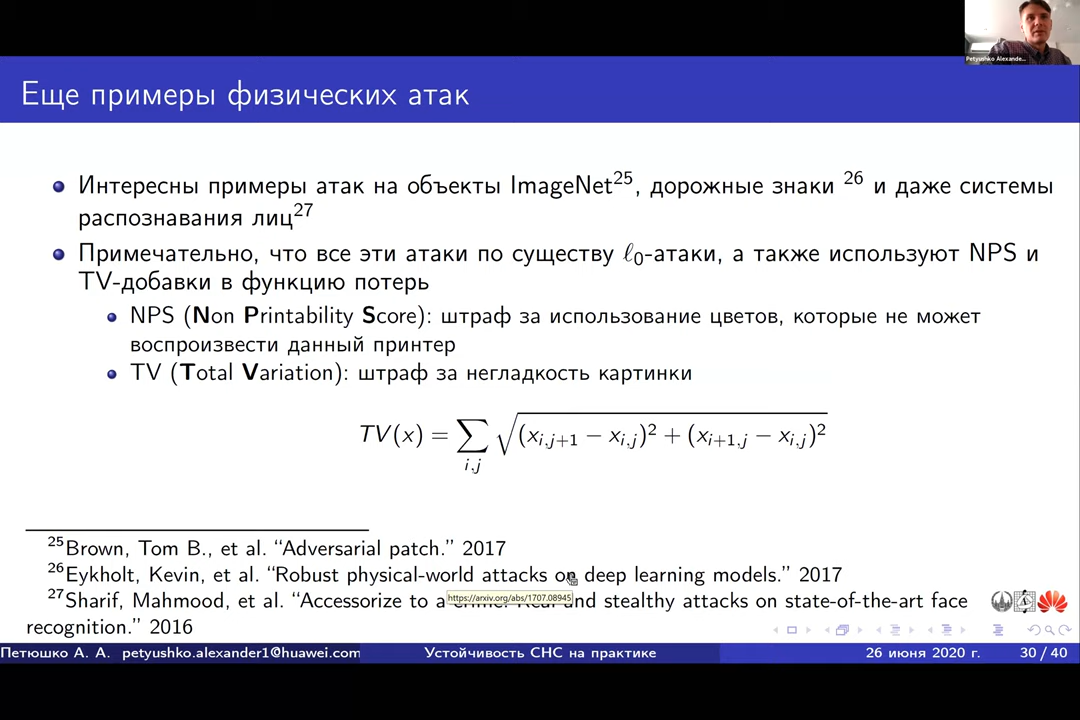 Petyushko Alexande...
Еще примеры физических атак
Интересны примеры атак на объекты ImageNet25, дорожные знаки 26 и даже системы
распознавания лиц27
Примечательно, что все эти атаки по существу ℓ0-атаки, а также используют NPS и
TV-добавки в функцию потерь
NPS (Non Printability Score): штраф за использование цветов, которые не может
воспроизвести данный принтер
TV (Total Variation): штраф за негладкость картинки
TV(x) = ∑i,j √(xi,j+1 − xi,j)2 + (xi+1,j − xi,j)2
25Brown, Tom B., et al. “Adversarial patch.” 2017
26Eykholt, Kevin, et al. “Robust physical-world attacks on deep learning models.” 2017
https://arxiv.org/abs/1707.08945
27Sharif, Mahmood, et al. “Accessorize to a crime: Real and stealthy attacks on state-of-the-art face
recognition.” 2016
Петюшко А. А. petyushko.alexander1@huawei.com Устойчивость СНС на практике 26 июня 2020 г. 30 / 40